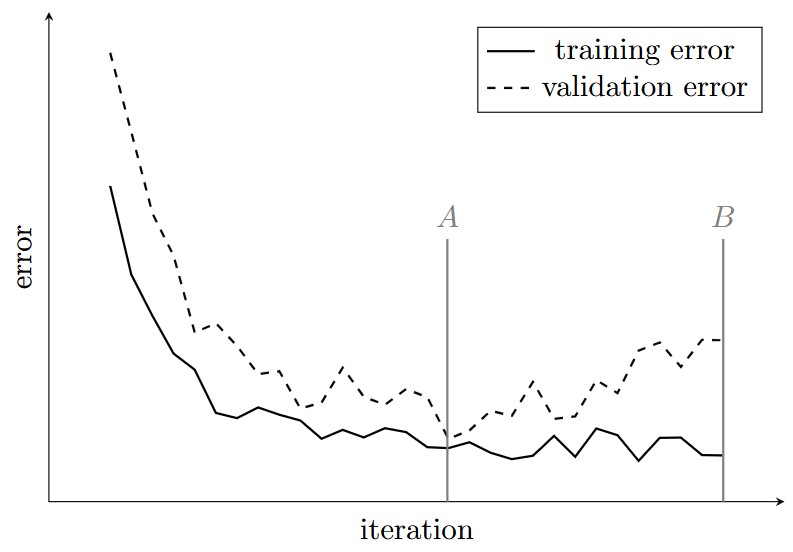 training error
validation error
A
B
error
iteration